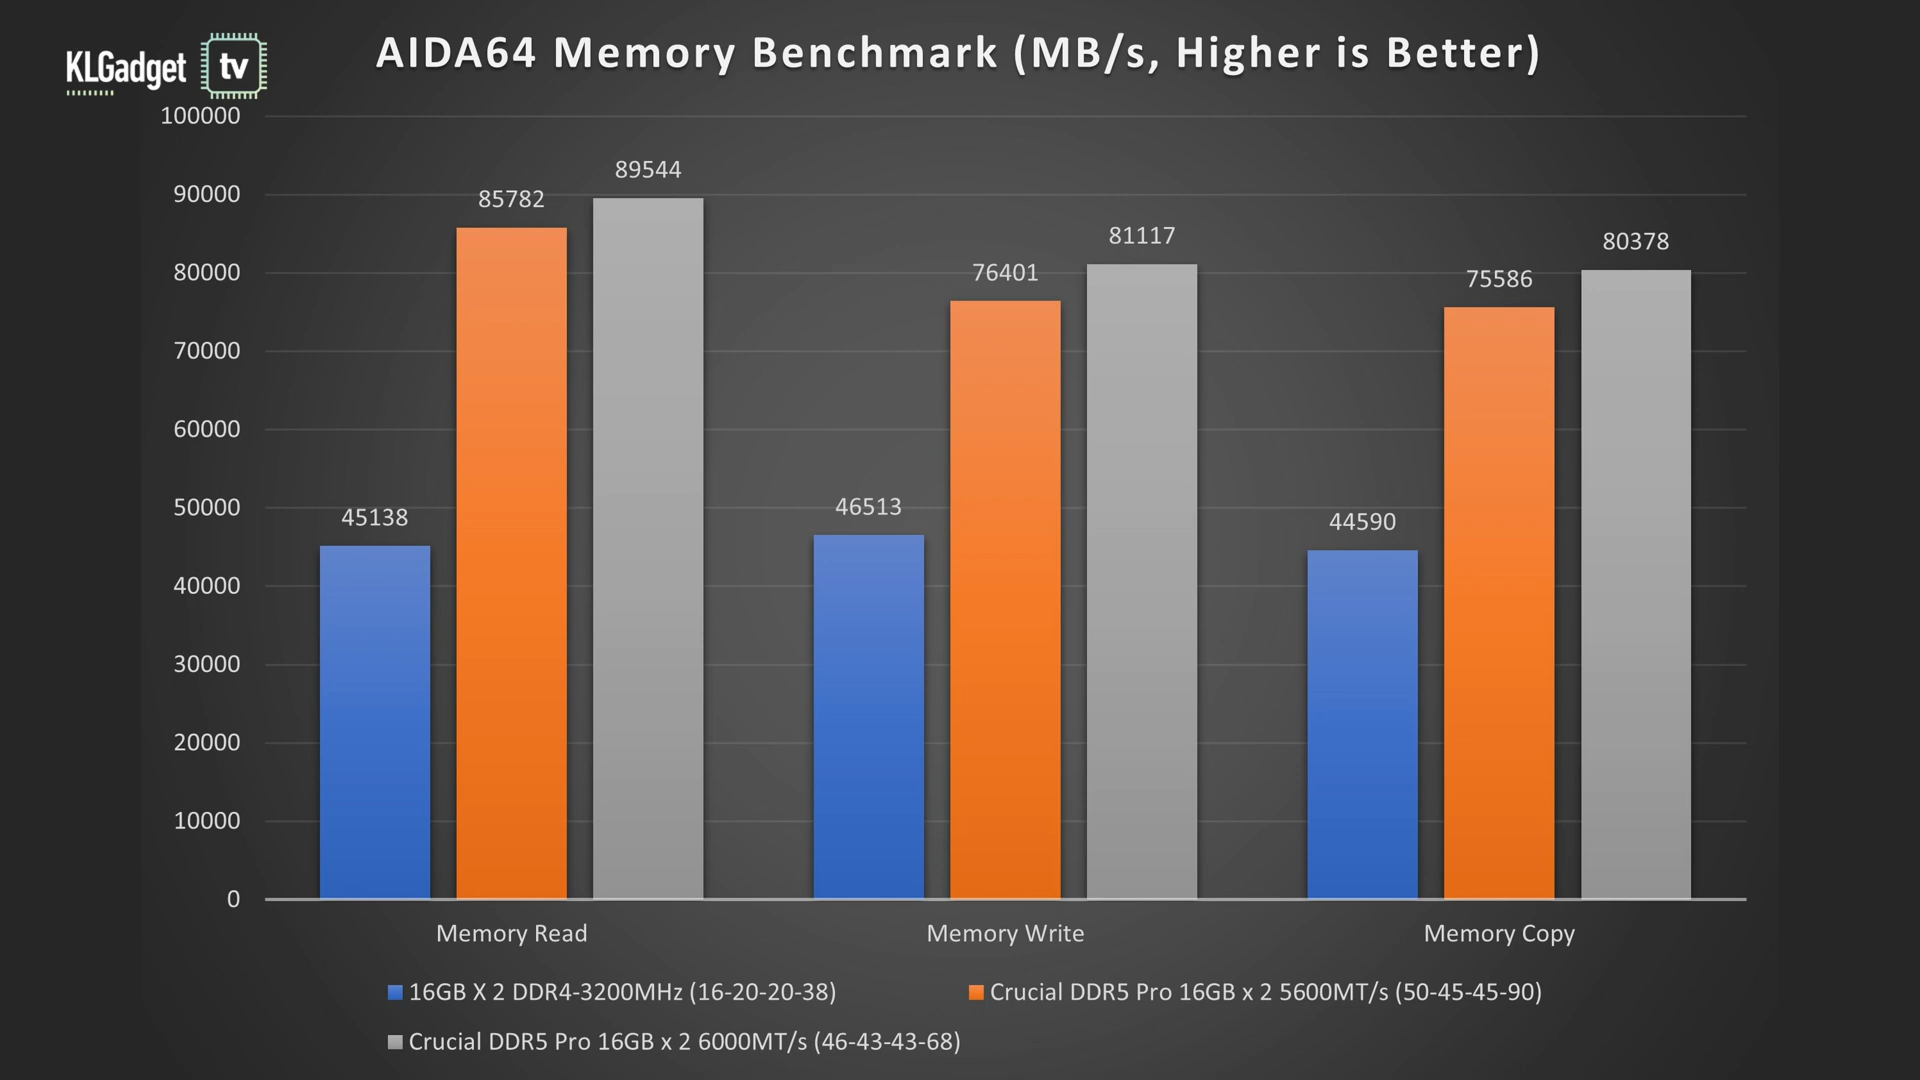 KLGadget tv
AIDA64 Memory Benchmark (MB/s, Higher is Better)
100000
90000
80000
70000
60000
50000
40000
30000
20000
10000
0
45138
85782
89544
46513
76401
81117
44590
75586
80378
Memory Read
Memory Write
Memory Copy
16GB X 2 DDR4-3200MHz (16-20-20-38)
Crucial DDR5 Pro 16GB x 2 5600MT/s (50-45-45-90)
Crucial DDR5 Pro 16GB x 2 6000MT/s (46-43-43-68)